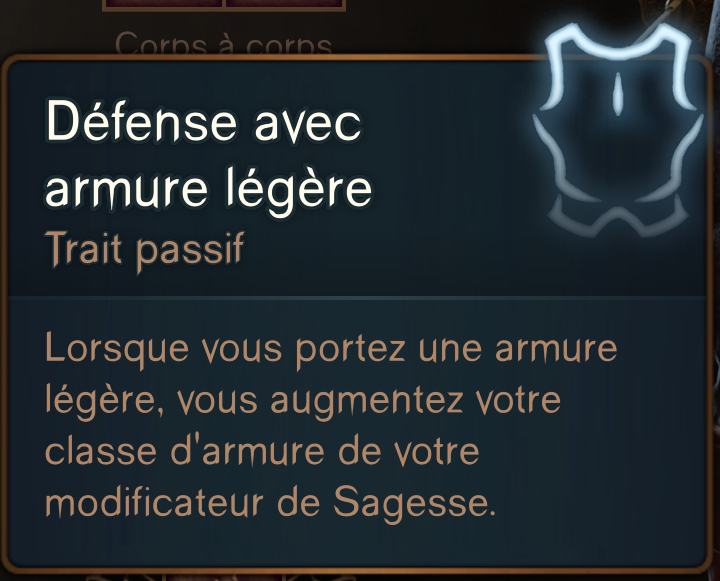 Corps à corps
Défense avec
armure légère
Trait passif
Lorsque vous portez une armure
légère, vous augmentez votre
classe d'armure de votre
modificateur de Sagesse.